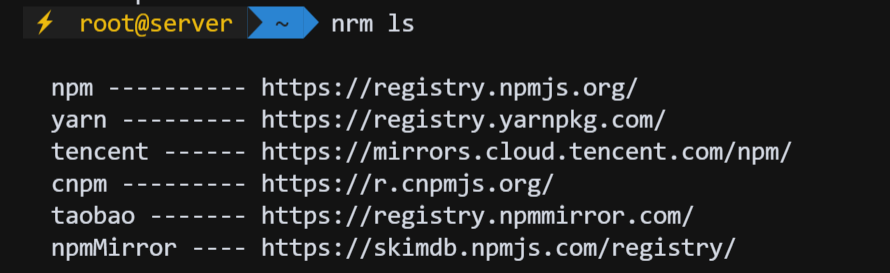 ⚡ root@server ~ nrm ls
npm ---------- https://registry.npmjs.org/
yarn --------- https://registry.yarnpkg.com/
tencent ------ https://mirrors.cloud.tencent.com/npm/
cnpm --------- https://r.cnpmjs.org/
taobao ------- https://registry.npmmirror.com/
npmMirror ---- https://skimdb.npmjs.com/registry/